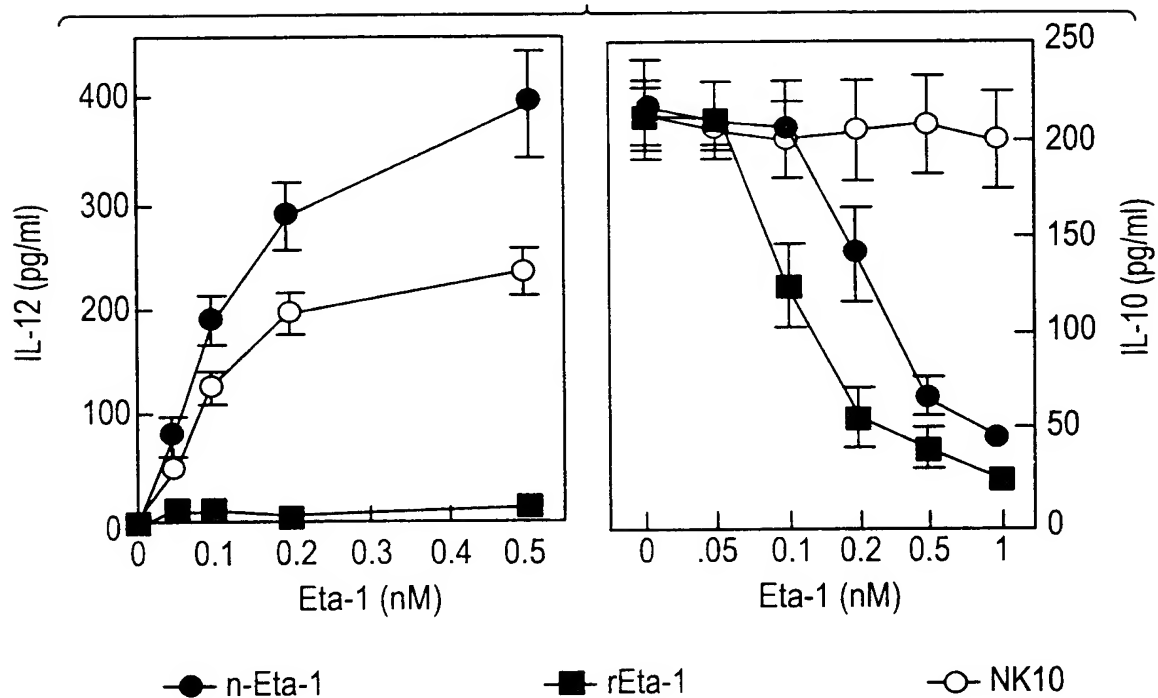 IL-12 (pg/ml)
400
300
200
100
0
0 0.1 0.2 0.3 0.4 0.5
Eta-1 (nM)
250
200
150
100
50
0
IL-10 (pg/ml)
0 .05 0.1 0.2 0.5 1
Eta-1 (nM)
n-Eta-1 rEta-1 NK10